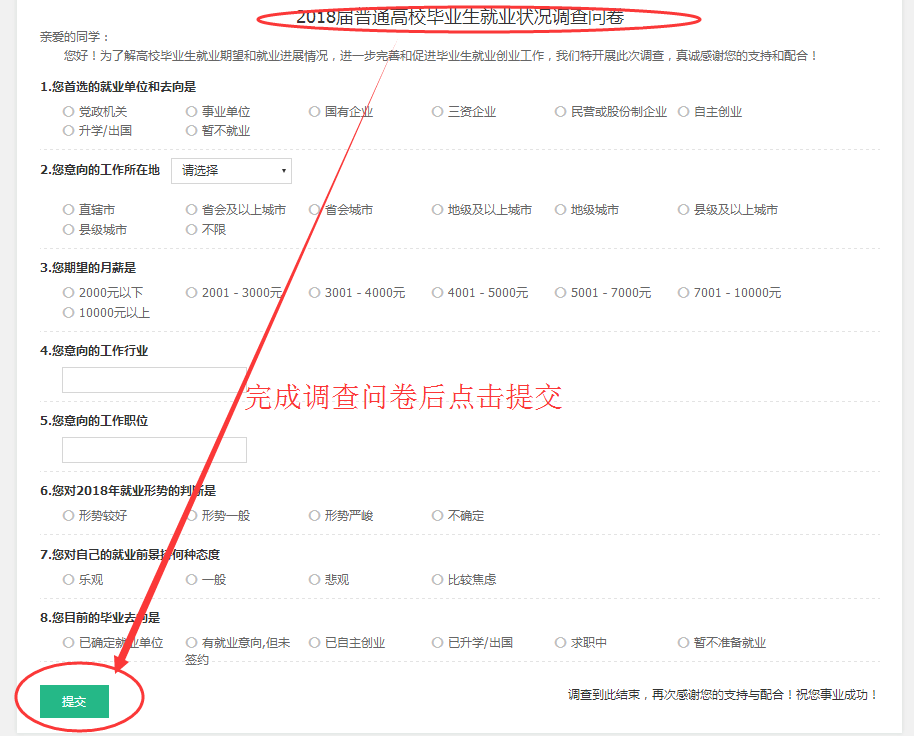 2018届普通高校毕业生就业状况调查问卷
亲爱的同学：
您好！为了解高校毕业生就业期望和就业进展情况，进一步完善和促进毕业生就业创业工作，我们特开展此次调查，真诚感谢您的支持和配合！
1.您首选的就业单位和去向是
党政机关 事业单位 国有企业 三资企业 民营或股份制企业 自主创业
升学/出国 暂不就业
2.您意向的工作所在地 请选择
直辖市 省会及以上城市 省会城市 地级及以上城市 地级城市 县级及以上城市
县级城市 不限
3.您期望的月薪是
2000元以下 2001 - 3000元 3001 - 4000元 4001 - 5000元 5001 - 7000元 7001 - 10000元
10000元以上
4.您意向的工作行业
完成调查问卷后点击提交
5.您意向的工作职位
6.您对2018年就业形势的判断是
形势较好 形势一般 形势严峻 不确定
7.您对自己的就业前景持何种态度
乐观 一般 悲观 比较焦虑
8.您目前的毕业去向是
已确定就业单位 有就业意向,但未 已自主创业 已升学/出国 求职中 暂不准备就业
签约
提交 调查到此结束，再次感谢您的支持与配合！祝您事业成功！